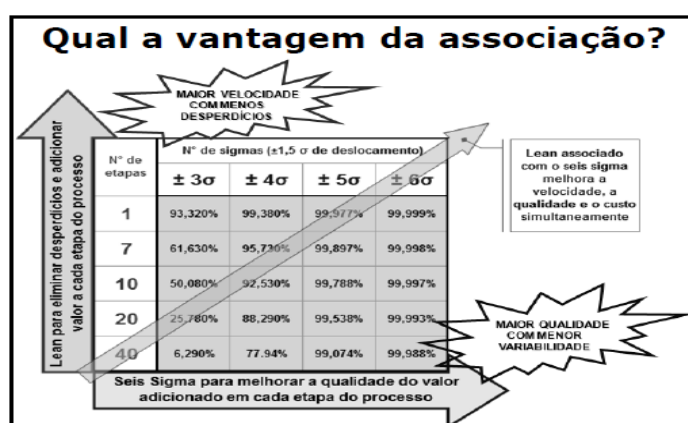 Qual a vantagem da associação?
MAIOR VELOCIDADE
COM MENOS
DESPERDÍCIOS
Lean para eliminar desperdícios e adicionar
valor a cada etapa do processo
N° de
etapas
N° de sigmas (±1,5 σ de deslocamento)
± 3σ ± 4σ ± 5σ ± 6σ
1 93,320% 99,380% 99,977% 99,999%
7 61,630% 95,730% 99,897% 99,998%
10 50,080% 92,530% 99,788% 99,997%
20 25,780% 88,290% 99,538% 99,993%
40 6,290% 77.94% 99,074% 99,988%
Lean associado
com o seis sigma
melhora a
velocidade, a
qualidade e o custo
simultaneamente
MAIOR QUALIDADE
COM MENOR
VARIABILIDADE
Seis Sigma para melhorar a qualidade do valor
adicionado em cada etapa do processo